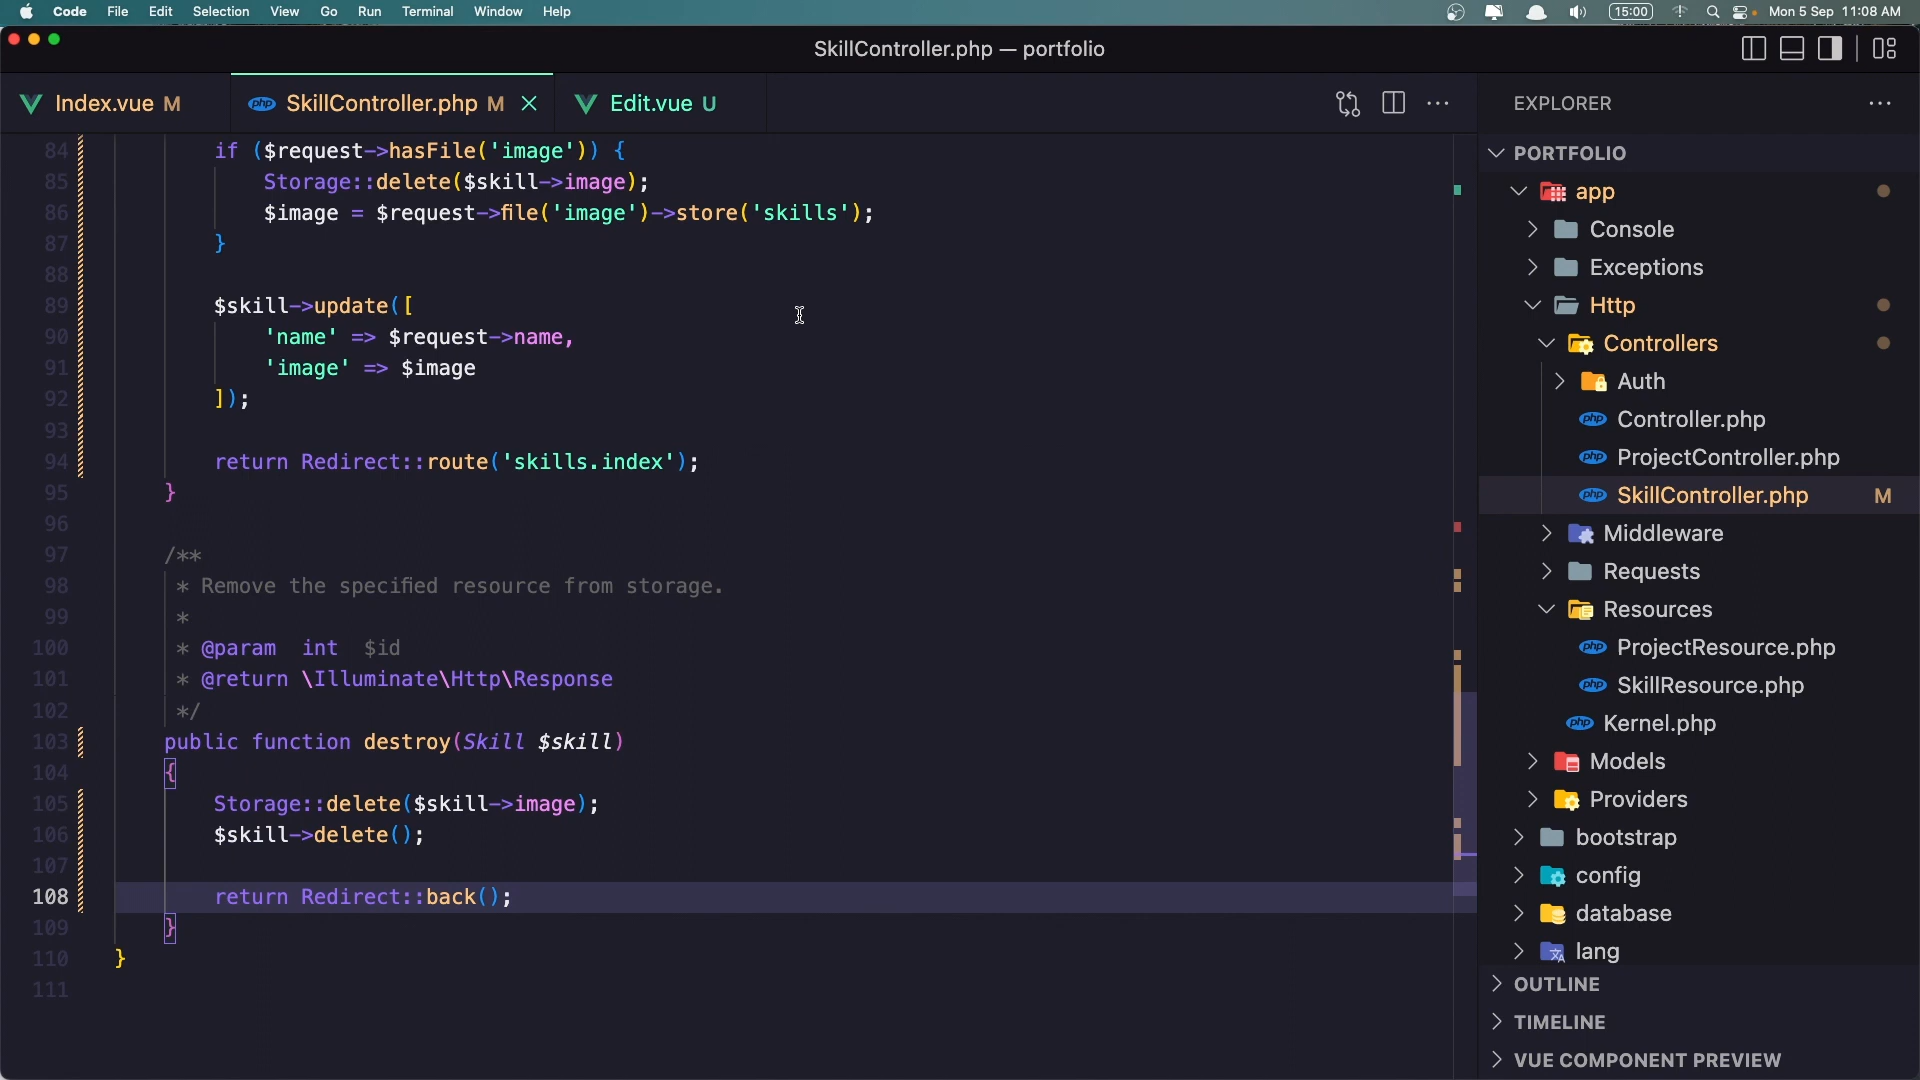 Code File Edit Selection View Go Run Terminal Window Help 15:00 Mon 5 Sep 11:08 AM
SkillController.php — portfolio
Index.vue M
php SkillController.php M
Edit.vue U
84 if ($request->hasFile('image')) {
85 Storage::delete($skill->image);
86 $image = $request->file('image')->store('skills');
87 }
88
89 $skill->update([
90 'name' => $request->name,
91 'image' => $image
92 ]);
93
94 return Redirect::route('skills.index');
95 }
96
97 /**
98 * Remove the specified resource from storage.
99 *
100 * @param int $id
101 * @return \Illuminate\Http\Response
102 */
103 public function destroy(Skill $skill)
104 {
105 Storage::delete($skill->image);
106 $skill->delete();
107
108 return Redirect::back();
109 }
110 }
111
EXPLORER
PORTFOLIO
app
Console
Exceptions
Http
Controllers
Auth
php Controller.php
php ProjectController.php
php SkillController.php M
Middleware
Requests
Resources
php ProjectResource.php
php SkillResource.php
php Kernel.php
Models
Providers
bootstrap
config
database
lang
OUTLINE
TIMELINE
VUE COMPONENT PREVIEW